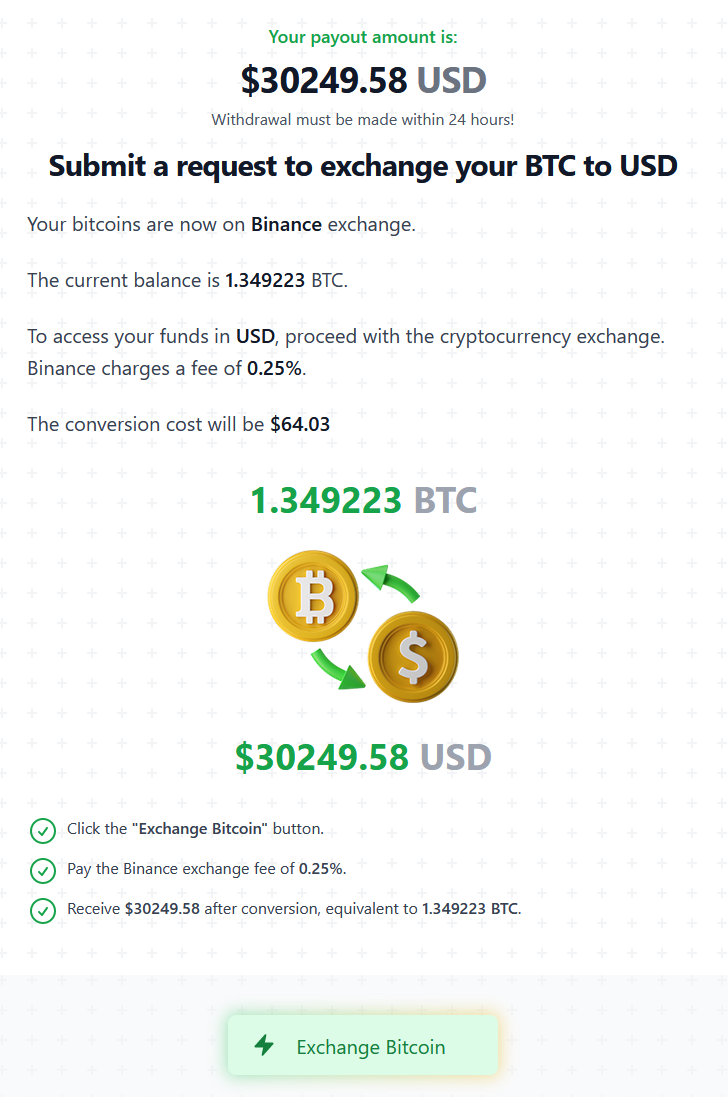 Your payout amount is:
$30249.58 USD
Withdrawal must be made within 24 hours!
Submit a request to exchange your BTC to USD
Your bitcoins are now on Binance exchange.
The current balance is 1.349223 BTC.
To access your funds in USD, proceed with the cryptocurrency exchange.
Binance charges a fee of 0.25%.
The conversion cost will be $64.03
1.349223 BTC
$30249.58 USD
Click the "Exchange Bitcoin" button.
Pay the Binance exchange fee of 0.25%.
Receive $30249.58 after conversion, equivalent to 1.349223 BTC.
Exchange Bitcoin